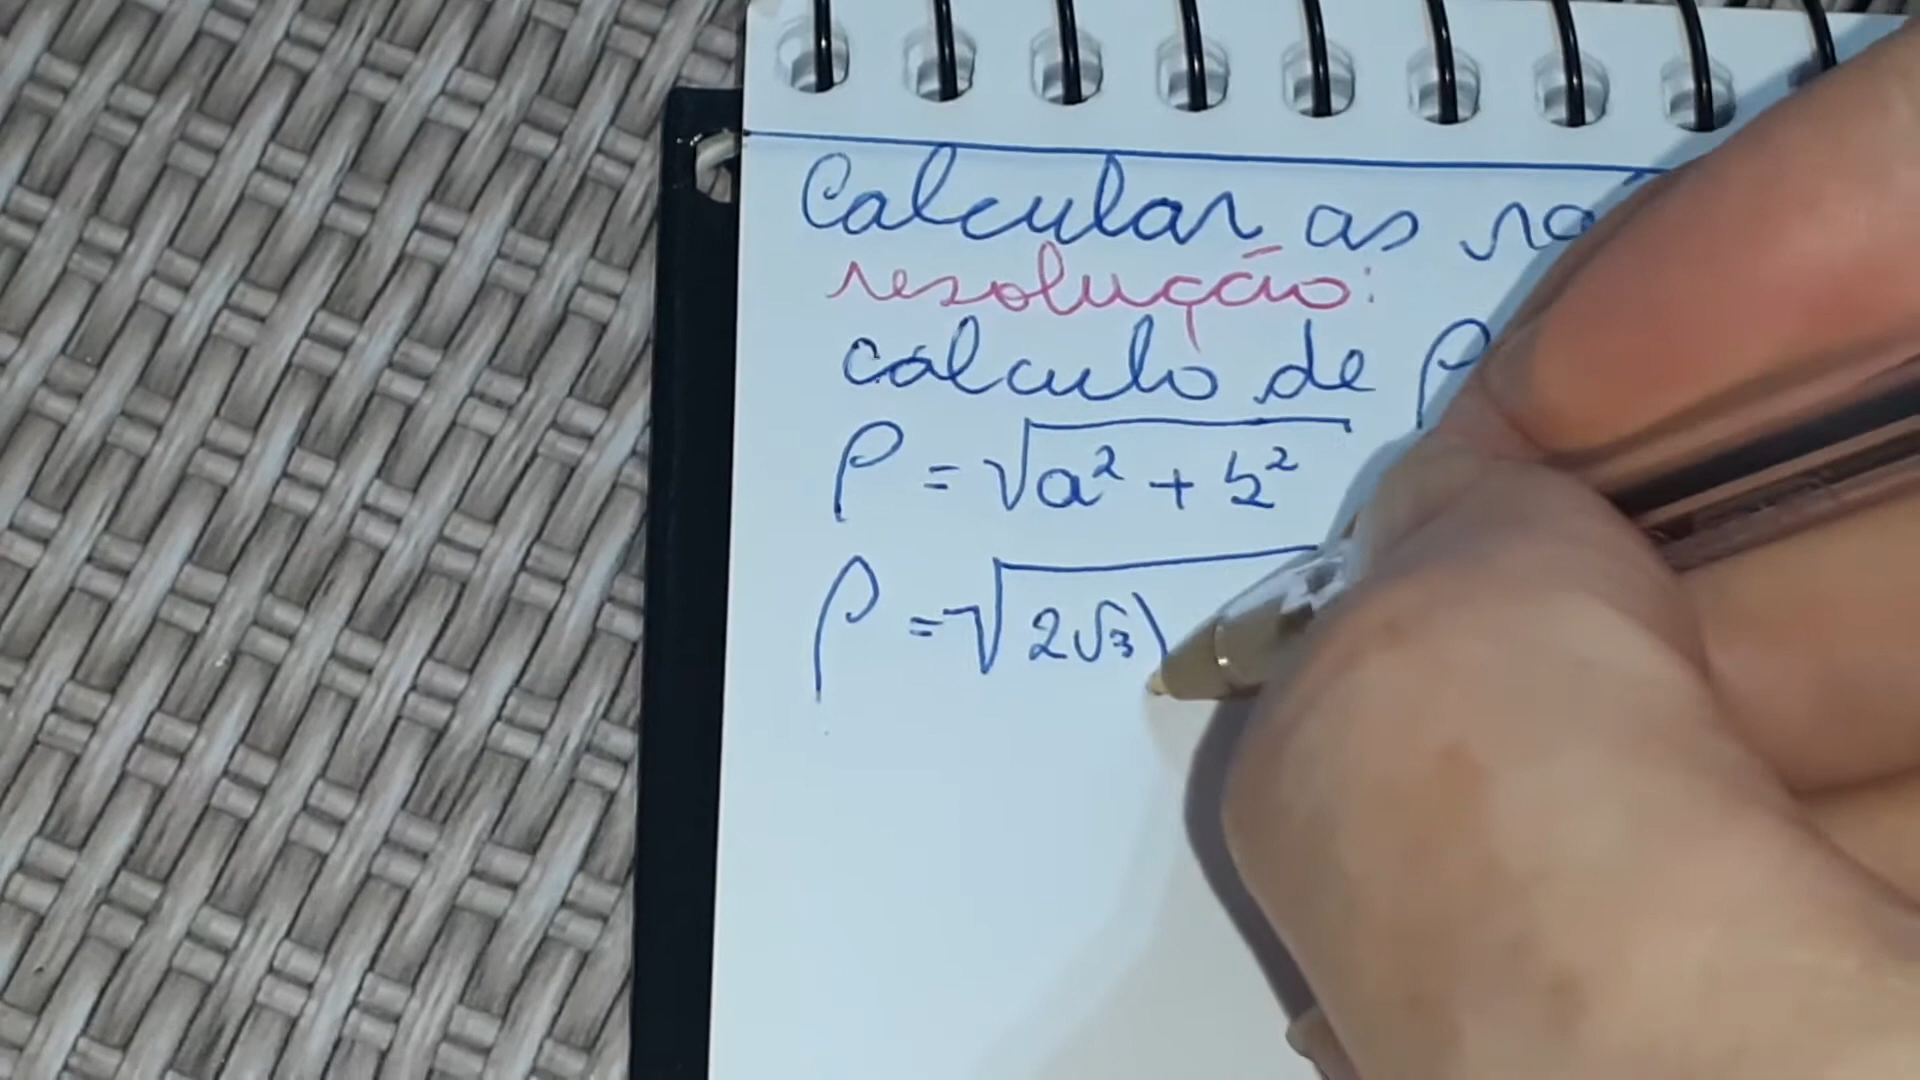 Calcular as
resolução:
calculo de ρ
ρ = √a² + b²
ρ = √2√3)